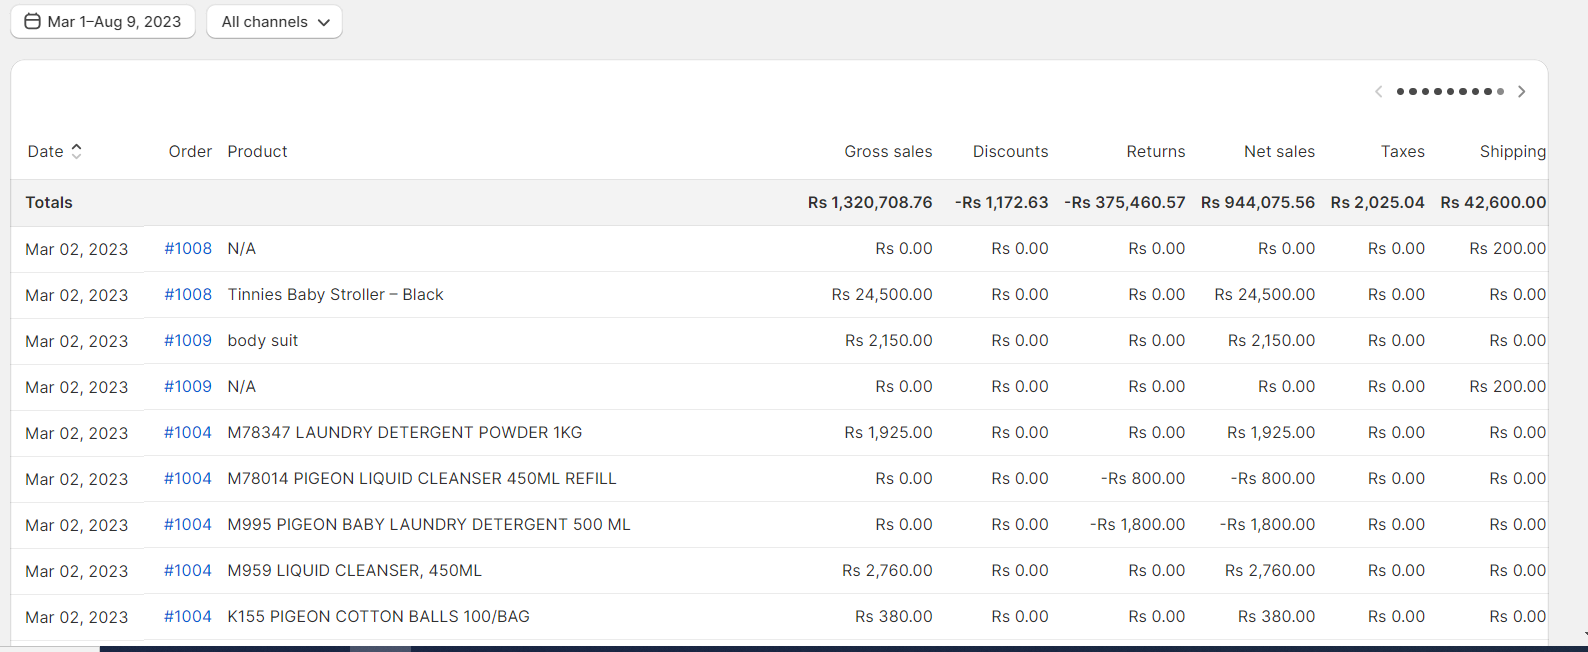 Mar 1–Aug 9, 2023 All channels
Date Order Product Gross sales Discounts Returns Net sales Taxes Shipping
Totals Rs 1,320,708.76 -Rs 1,172.63 -Rs 375,460.57 Rs 944,075.56 Rs 2,025.04 Rs 42,600.00
Mar 02, 2023 #1008 N/A Rs 0.00 Rs 0.00 Rs 0.00 Rs 0.00 Rs 0.00 Rs 200.00
Mar 02, 2023 #1008 Tinnies Baby Stroller – Black Rs 24,500.00 Rs 0.00 Rs 0.00 Rs 24,500.00 Rs 0.00 Rs 0.00
Mar 02, 2023 #1009 body suit Rs 2,150.00 Rs 0.00 Rs 0.00 Rs 2,150.00 Rs 0.00 Rs 0.00
Mar 02, 2023 #1009 N/A Rs 0.00 Rs 0.00 Rs 0.00 Rs 0.00 Rs 0.00 Rs 200.00
Mar 02, 2023 #1004 M78347 LAUNDRY DETERGENT POWDER 1KG Rs 1,925.00 Rs 0.00 Rs 0.00 Rs 1,925.00 Rs 0.00 Rs 0.00
Mar 02, 2023 #1004 M78014 PIGEON LIQUID CLEANSER 450ML REFILL Rs 0.00 Rs 0.00 -Rs 800.00 -Rs 800.00 Rs 0.00 Rs 0.00
Mar 02, 2023 #1004 M995 PIGEON BABY LAUNDRY DETERGENT 500 ML Rs 0.00 Rs 0.00 -Rs 1,800.00 -Rs 1,800.00 Rs 0.00 Rs 0.00
Mar 02, 2023 #1004 M959 LIQUID CLEANSER, 450ML Rs 2,760.00 Rs 0.00 Rs 0.00 Rs 2,760.00 Rs 0.00 Rs 0.00
Mar 02, 2023 #1004 K155 PIGEON COTTON BALLS 100/BAG Rs 380.00 Rs 0.00 Rs 0.00 Rs 380.00 Rs 0.00 Rs 0.00